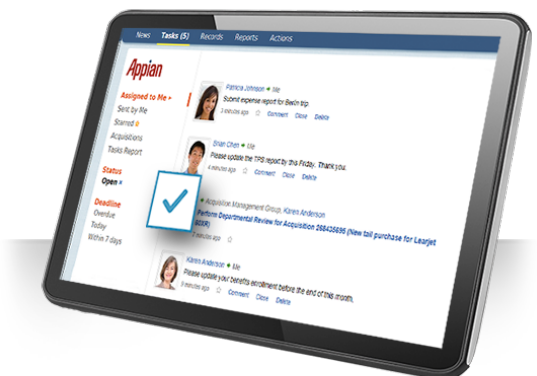 News Tasks (5) Records Reports Actions
Appian
Assigned to Me
Sent by Me
Starred
Acquisitions
Tasks Report
Status
Open
Deadline
Overdue
Today
Within 7 days
Patricia Johnson Me
Submit expense report for Berlin trip.
3 minutes ago Comment Close Delete
Brian Chen Me
Please update the TPS report by this Friday. Thank you.
minutes ago Comment Close Delete
Acquisition Management Group, Karen Anderson
Perform Departmental Review for Acquisition 268435695 (New tail purchase for Learjet
60XR)
minutes ago
Karen Anderson Me
Please update your benefits enrollment before the end of this month.
minutes ago Comment Close Delete